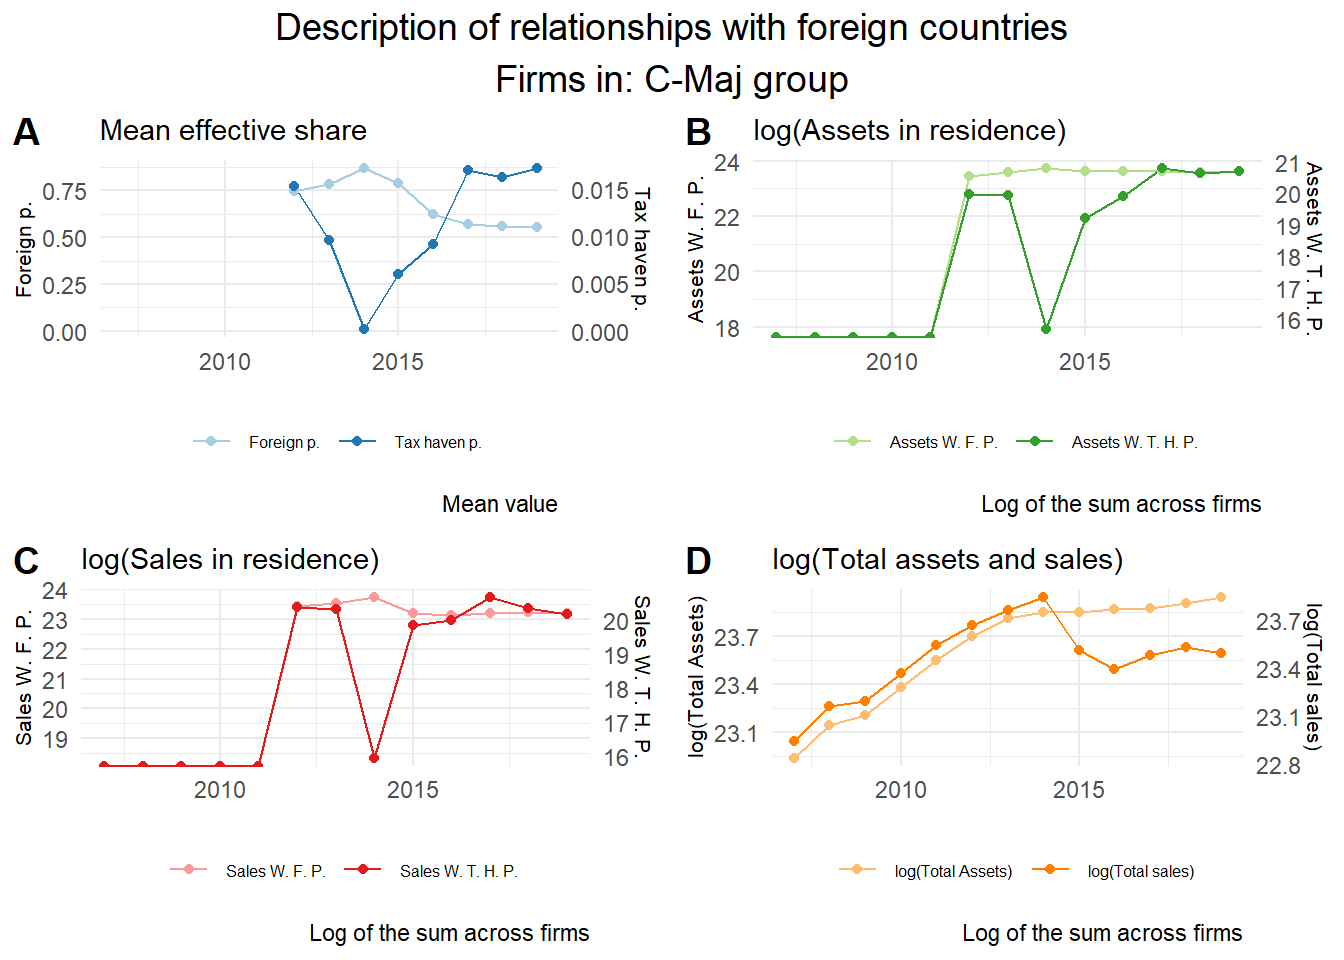 Description of relationships with foreign countries
Firms in: C-Maj group
A
Mean effective share
Foreign p.
0.75
0.50
0.25
0.00
0.015
0.010
0.005
0.000
Tax haven p.
2010
2015
Foreign p.
Tax haven p.
Mean value
B
log(Assets in residence)
Assets W. F. P.
24
22
20
18
21
20
19
18
17
16
Assets W. T. H. P.
2010
2015
Assets W. F. P.
Assets W. T. H. P.
Log of the sum across firms
C
log(Sales in residence)
Sales W. F. P.
24
23
22
21
20
19
20
19
18
17
16
Sales W. T. H. P.
2010
2015
Sales W. F. P.
Sales W. T. H. P.
Log of the sum across firms
D
log(Total assets and sales)
log(Total Assets)
23.7
23.4
23.1
23.7
23.4
23.1
22.8
log(Total sales)
2010
2015
log(Total Assets)
log(Total sales)
Log of the sum across firms